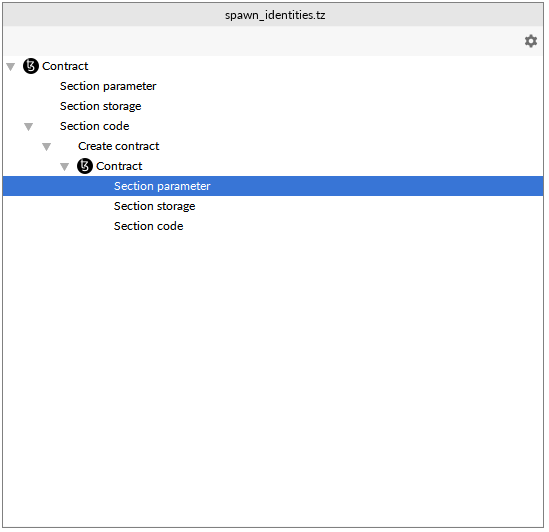 spawn_identities.tz
Contract
Section parameter
Section storage
Section code
Create contract
Contract
Section parameter
Section storage
Section code